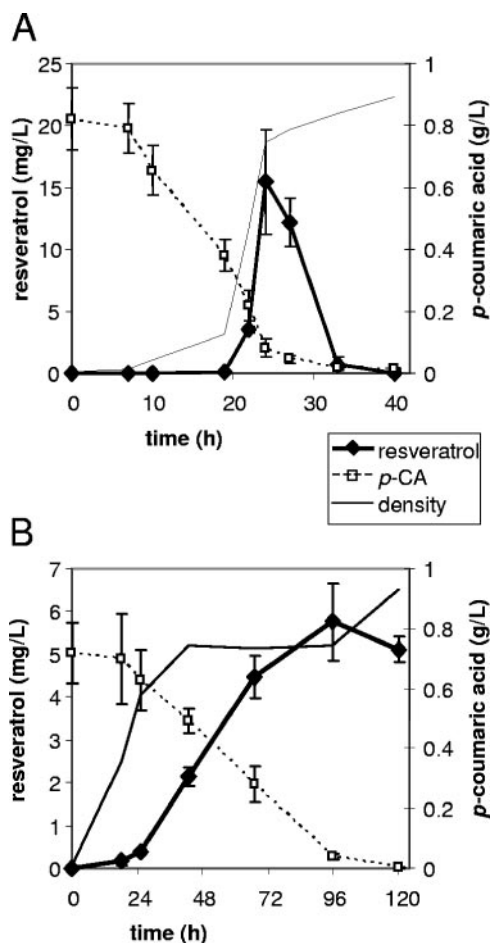 A
resveratrol (mg/L)
25
20
15
10
5
0
1
0.8
0.6
0.4
0.2
0
p-coumaric acid (g/L)
0 10 20 30 40
time (h)
resveratrol
p-CA
density
B
resveratrol (mg/L)
7
6
5
4
3
2
1
0
1
0.8
0.6
0.4
0.2
0
p-coumaric acid (g/L)
0 24 48 72 96 120
time (h)